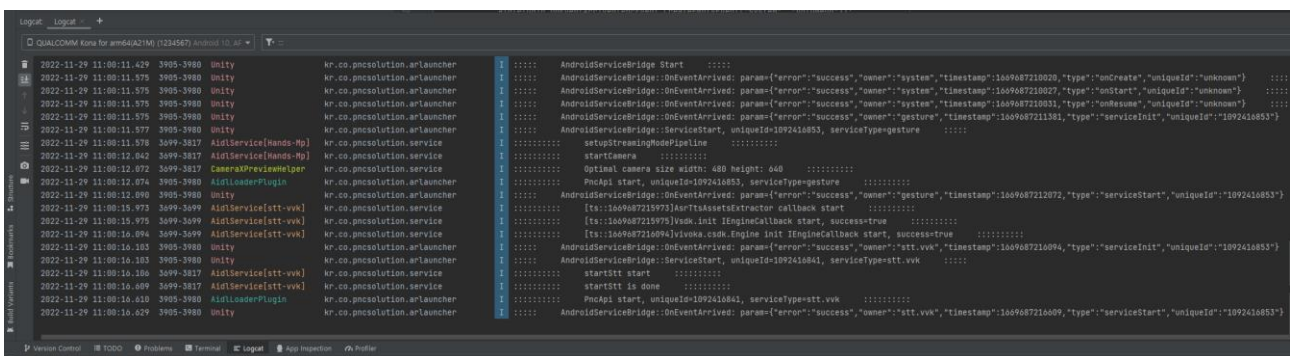 Logcat: Logcat × +
QUALCOMM Kona for arm64(A21M) (1234567) Android 10, AF
2022-11-29 11:00:11.429 3905-3980 Unity kr.co.pncsolution.arlauncher I ::::: AndroidServiceBridge Start :::::
2022-11-29 11:00:11.575 3905-3980 Unity kr.co.pncsolution.arlauncher I ::::: AndroidServiceBridge::OnEventArrived: param={"error":"success","owner":"system","timestamp":1669687210020,"type":"onCreate","uniqueId":"unknown"} ::::
2022-11-29 11:00:11.575 3905-3980 Unity kr.co.pncsolution.arlauncher I ::::: AndroidServiceBridge::OnEventArrived: param={"error":"success","owner":"system","timestamp":1669687210027,"type":"onStart","uniqueId":"unknown"} :::::
2022-11-29 11:00:11.575 3905-3980 Unity kr.co.pncsolution.arlauncher I ::::: AndroidServiceBridge::OnEventArrived: param={"error":"success","owner":"system","timestamp":1669687210031,"type":"onResume","uniqueId":"unknown"} ::::
2022-11-29 11:00:11.575 3905-3980 Unity kr.co.pncsolution.arlauncher I ::::: AndroidServiceBridge::OnEventArrived: param={"error":"success","owner":"gesture","timestamp":1669687211381,"type":"serviceInit","uniqueId":"1092416853"}
2022-11-29 11:00:11.577 3905-3980 Unity kr.co.pncsolution.arlauncher I ::::: AndroidServiceBridge::ServiceStart, uniqueId=1092416853, serviceType=gesture :::::
2022-11-29 11:00:11.578 3699-3817 AidlService[Hands-Mp] kr.co.pncsolution.service I :::::::::: setupStreamingModePipeline ::::::::::
2022-11-29 11:00:12.042 3699-3817 AidlService[Hands-Mp] kr.co.pncsolution.service I :::::::::: startCamera ::::::::::
2022-11-29 11:00:12.072 3699-3817 CameraXPreviewHelper kr.co.pncsolution.service I :::::::::: Optimal camera size width: 480 height: 640 ::::::::::
2022-11-29 11:00:12.074 3905-3980 AidlLoaderPlugin kr.co.pncsolution.arlauncher I :::::::::: PncApi start, uniqueId=1092416853, serviceType=gesture ::::::::::
2022-11-29 11:00:12.090 3905-3980 Unity kr.co.pncsolution.arlauncher I ::::: AndroidServiceBridge::OnEventArrived: param={"error":"success","owner":"gesture","timestamp":1669687212072,"type":"serviceStart","uniqueId":"1092416853"}
2022-11-29 11:00:15.973 3699-3699 AidlService[stt-vvk] kr.co.pncsolution.service I :::::::::: [ts::1669687215973]AsrTtsAssetsExtractor callback start ::::::::::
2022-11-29 11:00:15.975 3699-3699 AidlService[stt-vvk] kr.co.pncsolution.service I :::::::::: [ts::1669687215975]Vsdk.init IEngineCallback start, success=true ::::::::::
2022-11-29 11:00:16.094 3699-3699 AidlService[stt-vvk] kr.co.pncsolution.service I :::::::::: [ts::1669687216094]vivoka.csdk.Engine init IEngineCallback start, success=true ::::::::::
2022-11-29 11:00:16.103 3905-3980 Unity kr.co.pncsolution.arlauncher I ::::: AndroidServiceBridge::OnEventArrived: param={"error":"success","owner":"stt.vvk","timestamp":1669687216094,"type":"serviceInit","uniqueId":"1092416853"}
2022-11-29 11:00:16.103 3905-3980 Unity kr.co.pncsolution.arlauncher I ::::: AndroidServiceBridge::ServiceStart, uniqueId=1092416841, serviceType=stt.vvk :::::
2022-11-29 11:00:16.106 3699-3817 AidlService[stt-vvk] kr.co.pncsolution.service I :::::::::: startStt start ::::::::::
2022-11-29 11:00:16.609 3699-3817 AidlService[stt-vvk] kr.co.pncsolution.service I :::::::::: startStt is done ::::::::::
2022-11-29 11:00:16.610 3905-3980 AidlLoaderPlugin kr.co.pncsolution.arlauncher I :::::::::: PncApi start, uniqueId=1092416841, serviceType=stt.vvk ::::::::::
2022-11-29 11:00:16.629 3905-3980 Unity kr.co.pncsolution.arlauncher I ::::: AndroidServiceBridge::OnEventArrived: param={"error":"success","owner":"stt.vvk","timestamp":1669687216609,"type":"serviceStart","uniqueId":"1092416853"}
Structure
Bookmarks
Build Variants
Version Control TODO Problems Terminal Logcat App Inspection Profiler